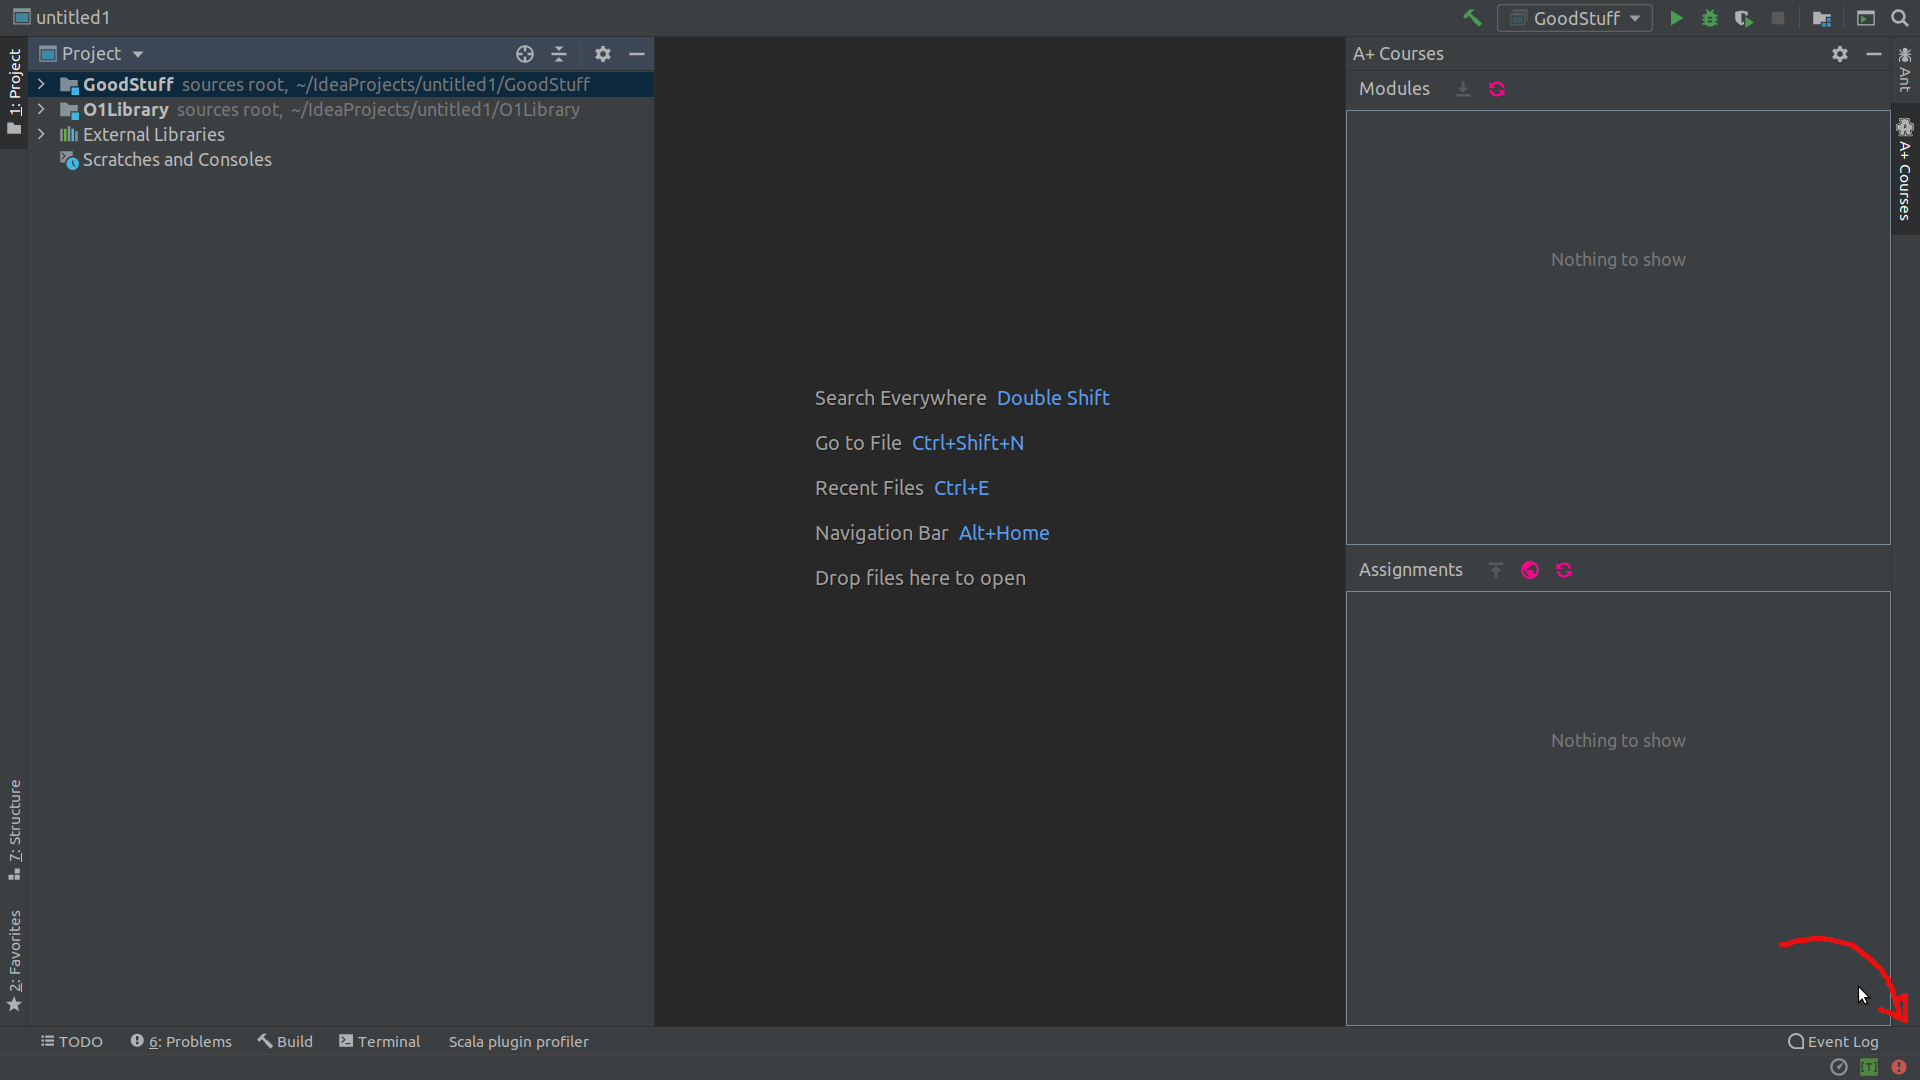 untitled1
GoodStuff
1: Project
Project
GoodStuff sources root, ~/IdeaProjects/untitled1/GoodStuff
O1Library sources root, ~/IdeaProjects/untitled1/O1Library
External Libraries
Scratches and Consoles
7: Structure
2: Favorites
Search Everywhere Double Shift
Go to File Ctrl+Shift+N
Recent Files Ctrl+E
Navigation Bar Alt+Home
Drop files here to open
A+ Courses
Modules
Nothing to show
Assignments
Nothing to show
Ant
A+ Courses
TODO
6: Problems
Build
Terminal
Scala plugin profiler
Event Log
[T]